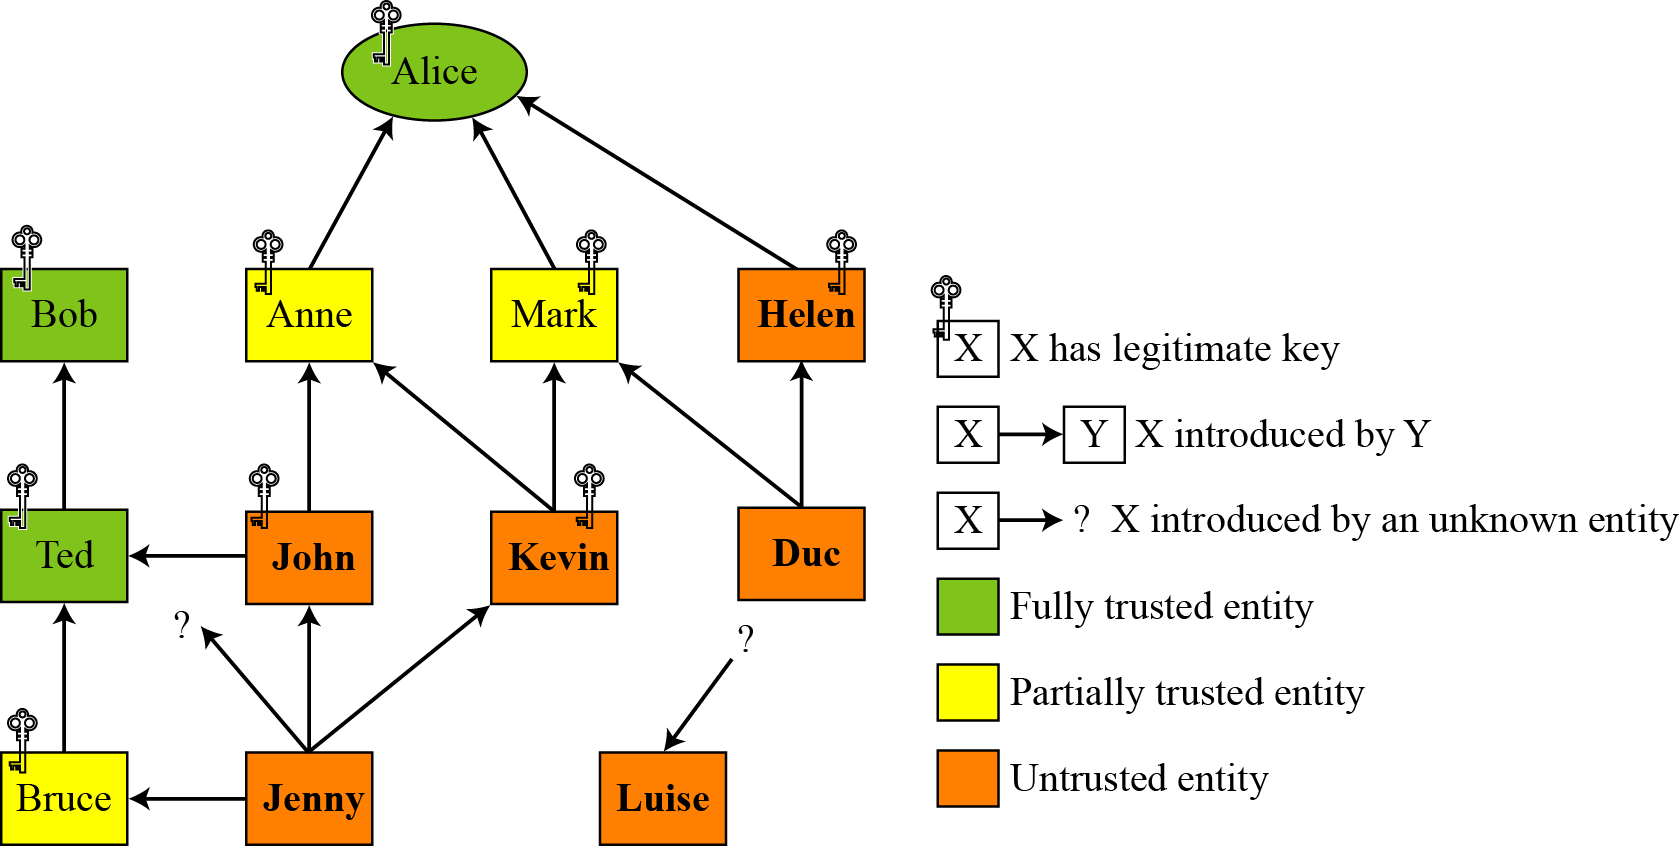 Alice
Bob
Anne
Mark
Helen
X
X has legitimate key
X
Y
X introduced by Y
Ted
John
Kevin
Duc
X
? X introduced by an unknown entity
?
?
Fully trusted entity
Partially trusted entity
Bruce
Jenny
Luise
Untrusted entity